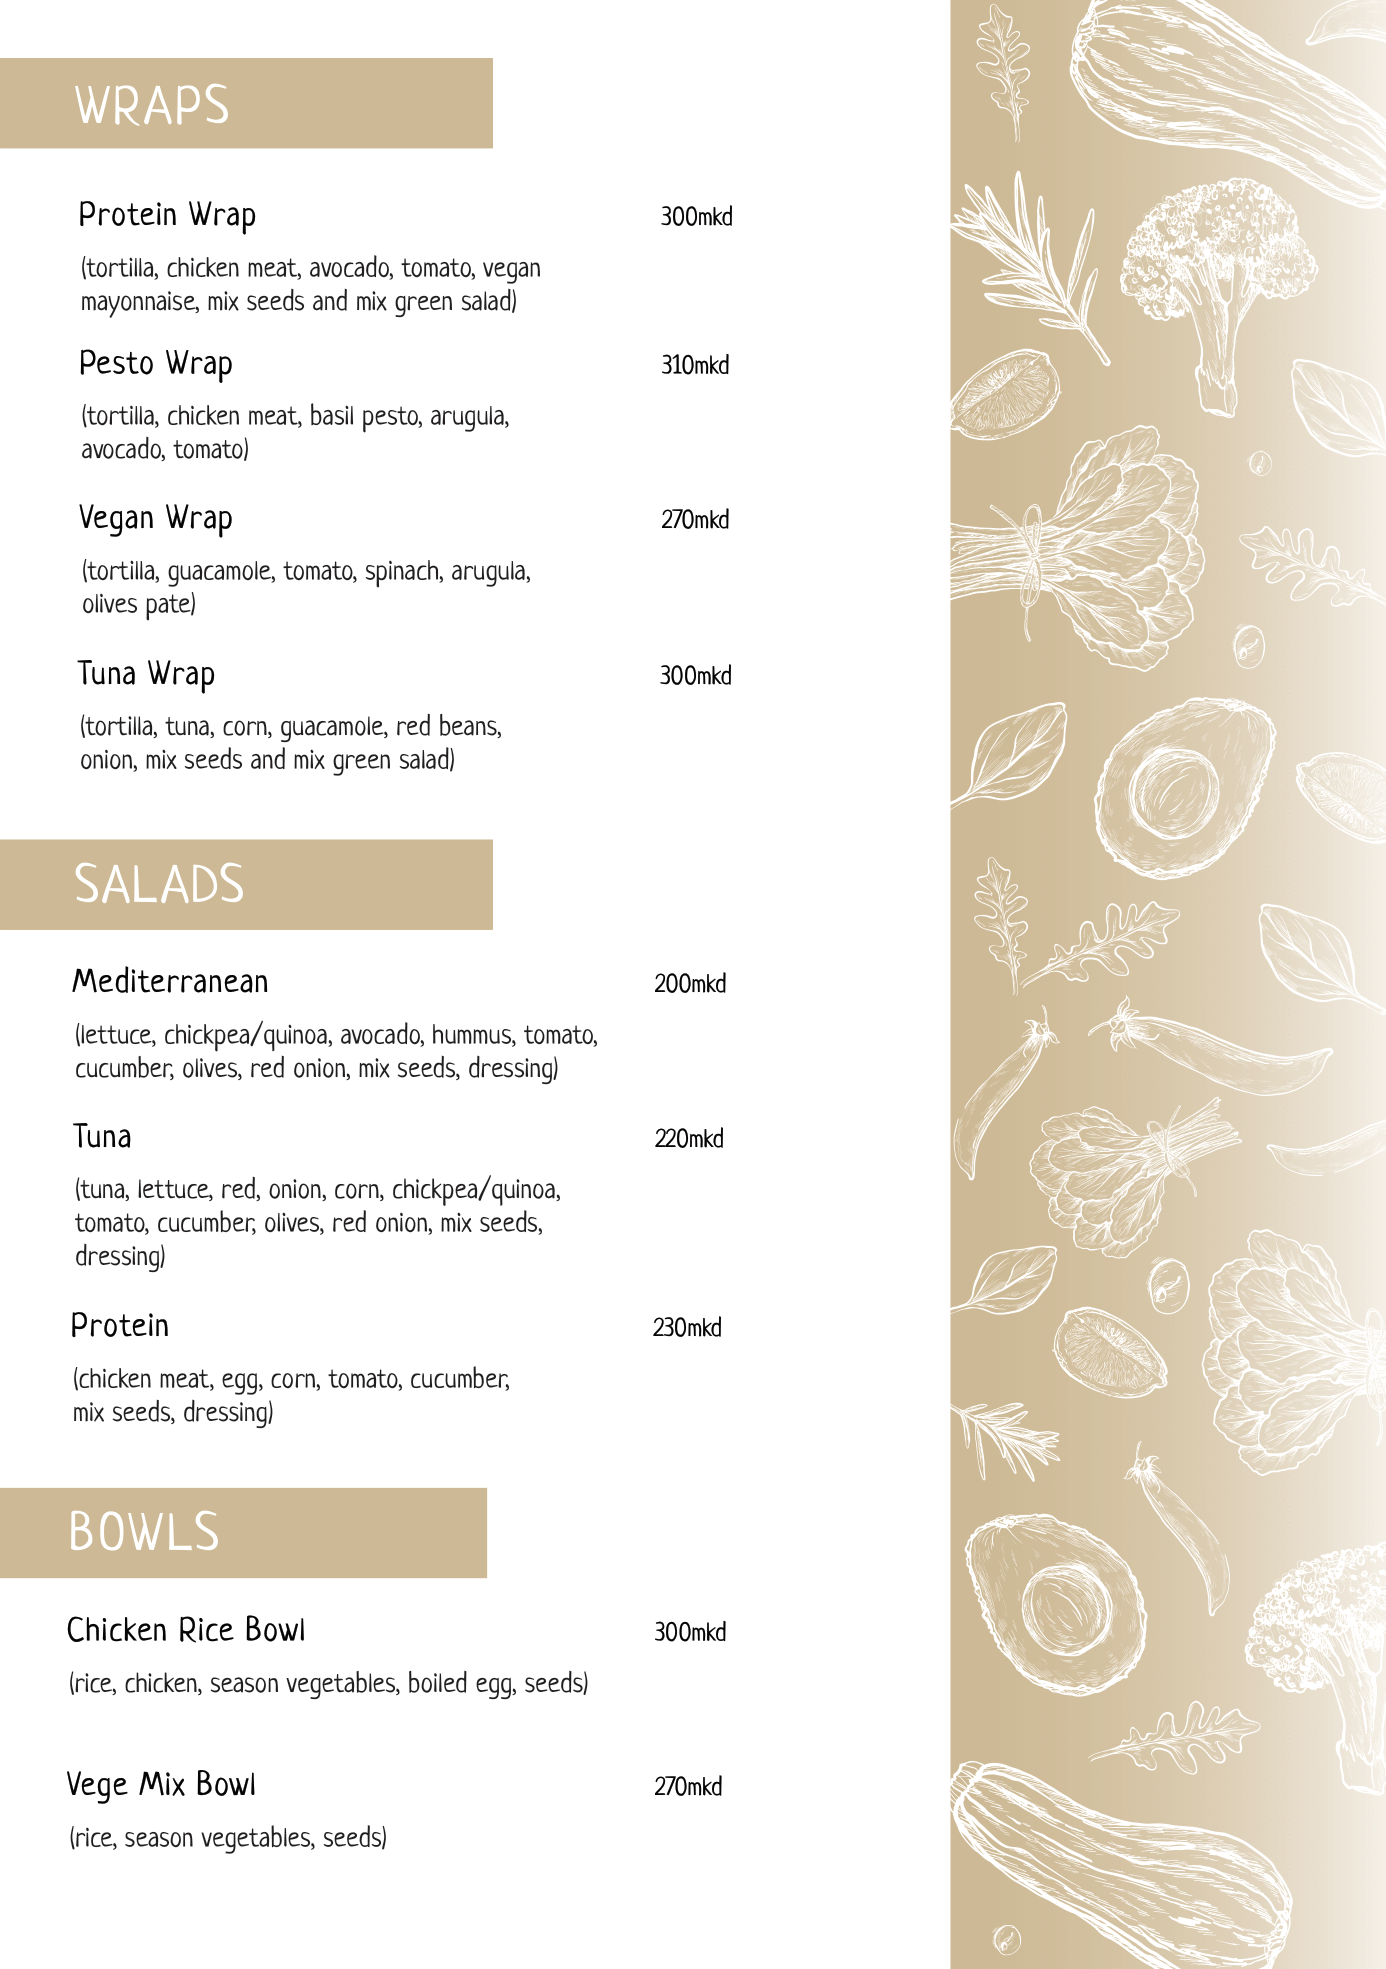 WRAPS
Protein Wrap 300mkd
(tortilla, chicken meat, avocado, tomato, vegan
mayonnaise, mix seeds and mix green salad)
Pesto Wrap 310mkd
(tortilla, chicken meat, basil pesto, arugula,
avocado, tomato)
Vegan Wrap 270mkd
(tortilla, guacamole, tomato, spinach, arugula,
olives pate)
Tuna Wrap 300mkd
(tortilla, tuna, corn, guacamole, red beans,
onion, mix seeds and mix green salad)
SALADS
Mediterranean 200mkd
(lettuce, chickpea/quinoa, avocado, hummus, tomato,
cucumber, olives, red onion, mix seeds, dressing)
Tuna 220mkd
(tuna, lettuce, red, onion, corn, chickpea/quinoa,
tomato, cucumber, olives, red onion, mix seeds,
dressing)
Protein 230mkd
(chicken meat, egg, corn, tomato, cucumber,
mix seeds, dressing)
BOWLS
Chicken Rice Bowl 300mkd
(rice, chicken, season vegetables, boiled egg, seeds)
Vege Mix Bowl 270mkd
(rice, season vegetables, seeds)